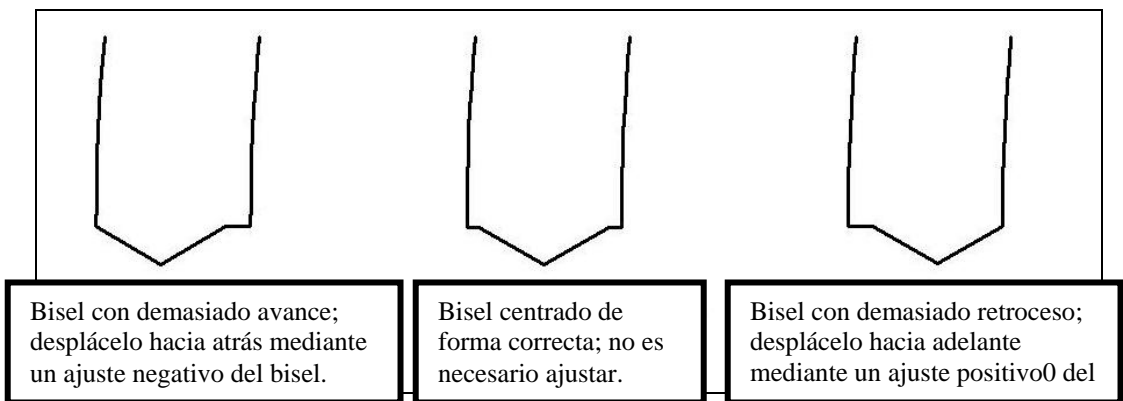 Bisel con demasiado avance;
desplácelo hacia atrás mediante
un ajuste negativo del bisel.
Bisel centrado de
forma correcta; no es
necesario ajustar.
Bisel con demasiado retroceso;
desplácelo hacia adelante
mediante un ajuste positivo0 del